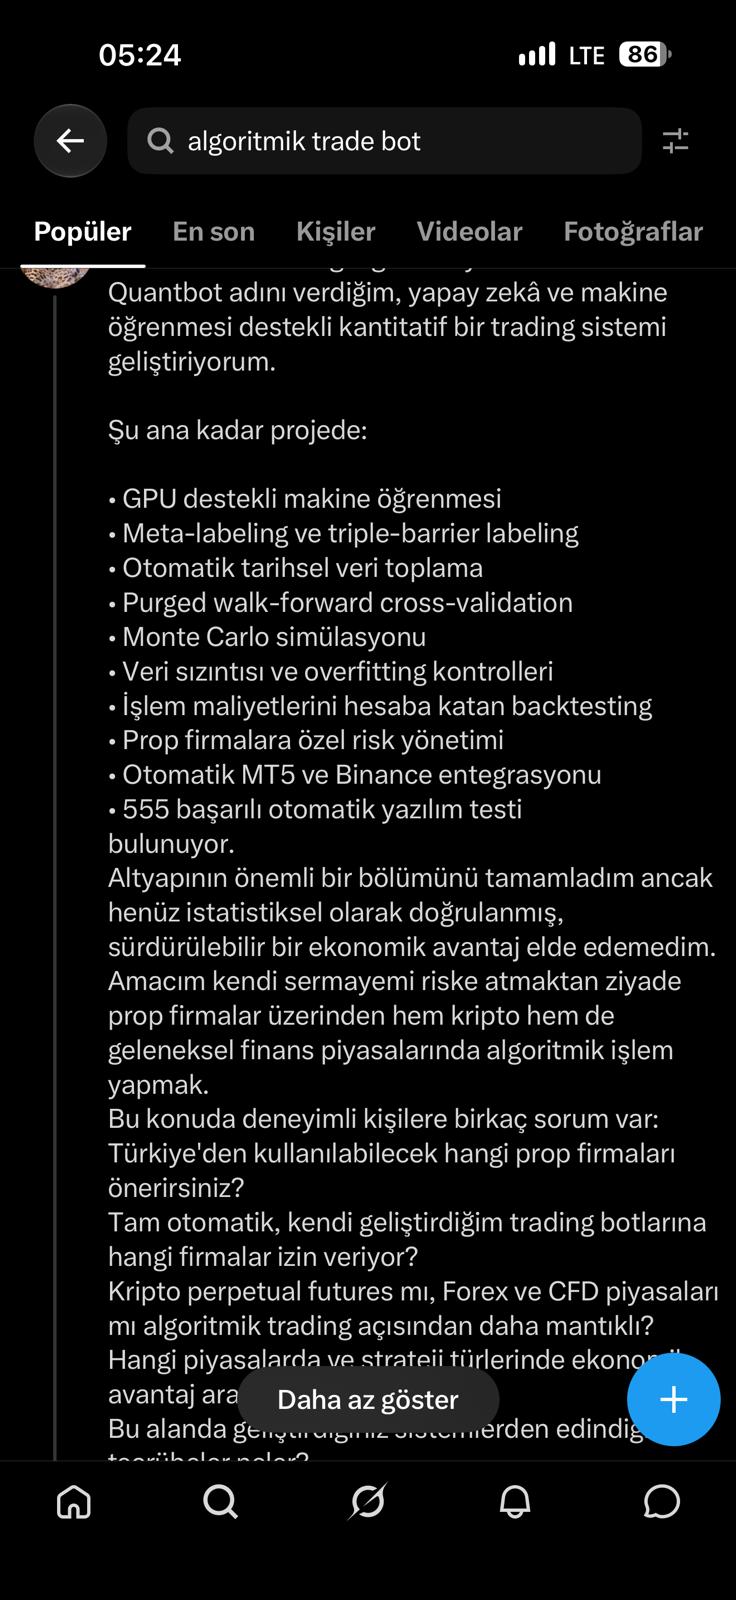 05:24
LTE 86
algoritmik trade bot
Popüler En son Kişiler Videolar Fotoğraflar
Quantbot adını verdiğim, yapay zekâ ve makine
öğrenmesi destekli kantitatif bir trading sistemi
geliştiriyorum.
Şu ana kadar projede:
• GPU destekli makine öğrenmesi
• Meta-labeling ve triple-barrier labeling
• Otomatik tarihsel veri toplama
• Purged walk-forward cross-validation
• Monte Carlo simülasyonu
• Veri sızıntısı ve overfitting kontrolleri
• İşlem maliyetlerini hesaba katan backtesting
• Prop firmalara özel risk yönetimi
• Otomatik MT5 ve Binance entegrasyonu
• 555 başarılı otomatik yazılım testi
bulunuyor.
Altyapının önemli bir bölümünü tamamladım ancak
henüz istatistiksel olarak doğrulanmış,
sürdürülebilir bir ekonomik avantaj elde edemedim.
Amacım kendi sermayemi riske atmaktan ziyade
prop firmalar üzerinden hem kripto hem de
geleneksel finans piyasalarında algoritmik işlem
yapmak.
Bu konuda deneyimli kişilere birkaç sorum var:
Türkiye'den kullanılabilecek hangi prop firmaları
önerirsiniz?
Tam otomatik, kendi geliştirdiğim trading botlarına
hangi firmalar izin veriyor?
Kripto perpetual futures mı, Forex ve CFD piyasaları
mı algoritmik trading açısından daha mantıklı?
Hangi piyasalarda ve strateji türlerinde
avantaj
Daha az göster
Bu alanda geliştirdiğiniz sistemlerden
tecrübeler neler?